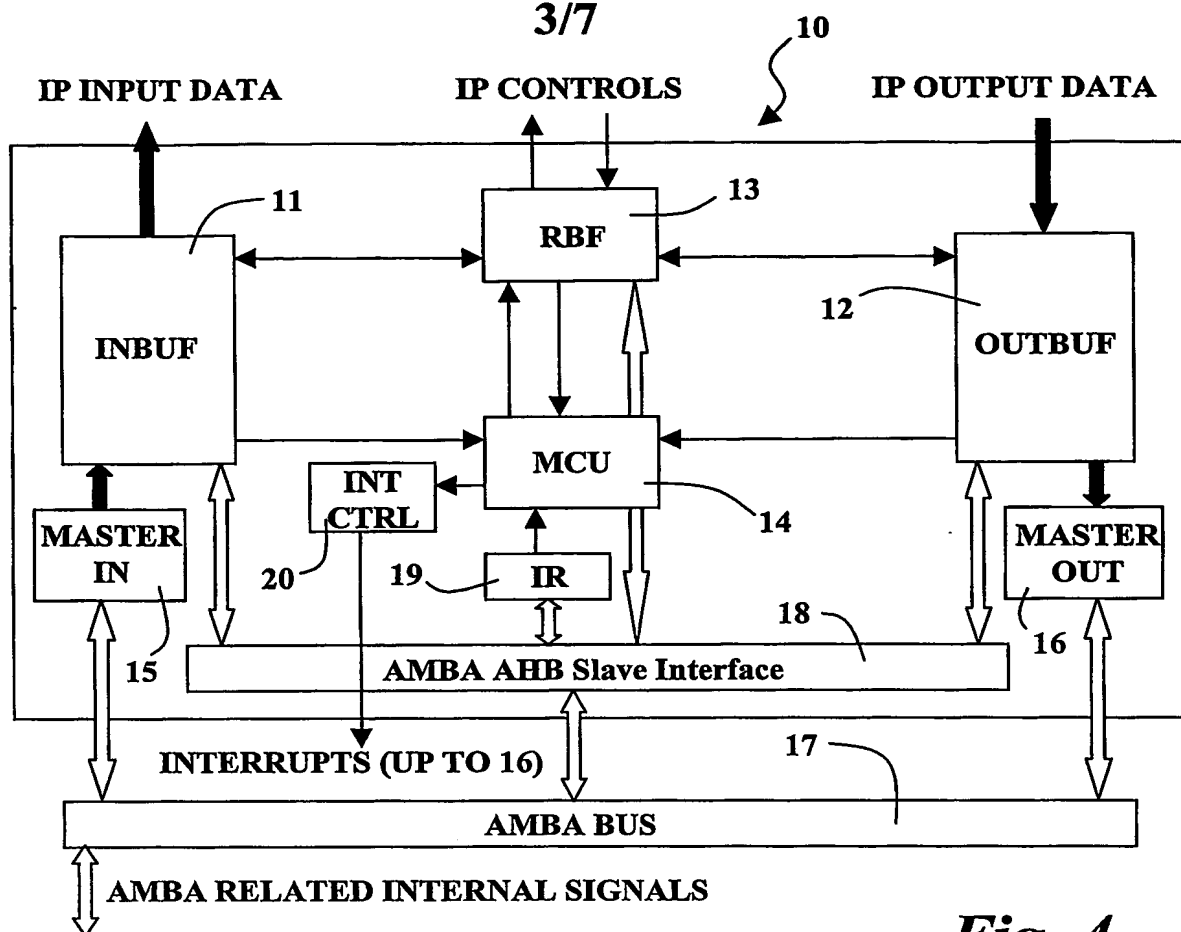 3/7
10
IP INPUT DATA
IP CONTROLS
IP OUTPUT DATA
11
13
RBF
12
INBUF
OUTBUF
MCU
INT
CTRL
14
MASTER
IN
20
19
IR
MASTER
OUT
15
18
16
AMBA AHB Slave Interface
INTERRUPTS (UP TO 16)
17
AMBA BUS
AMBA RELATED INTERNAL SIGNALS
Fig. 4